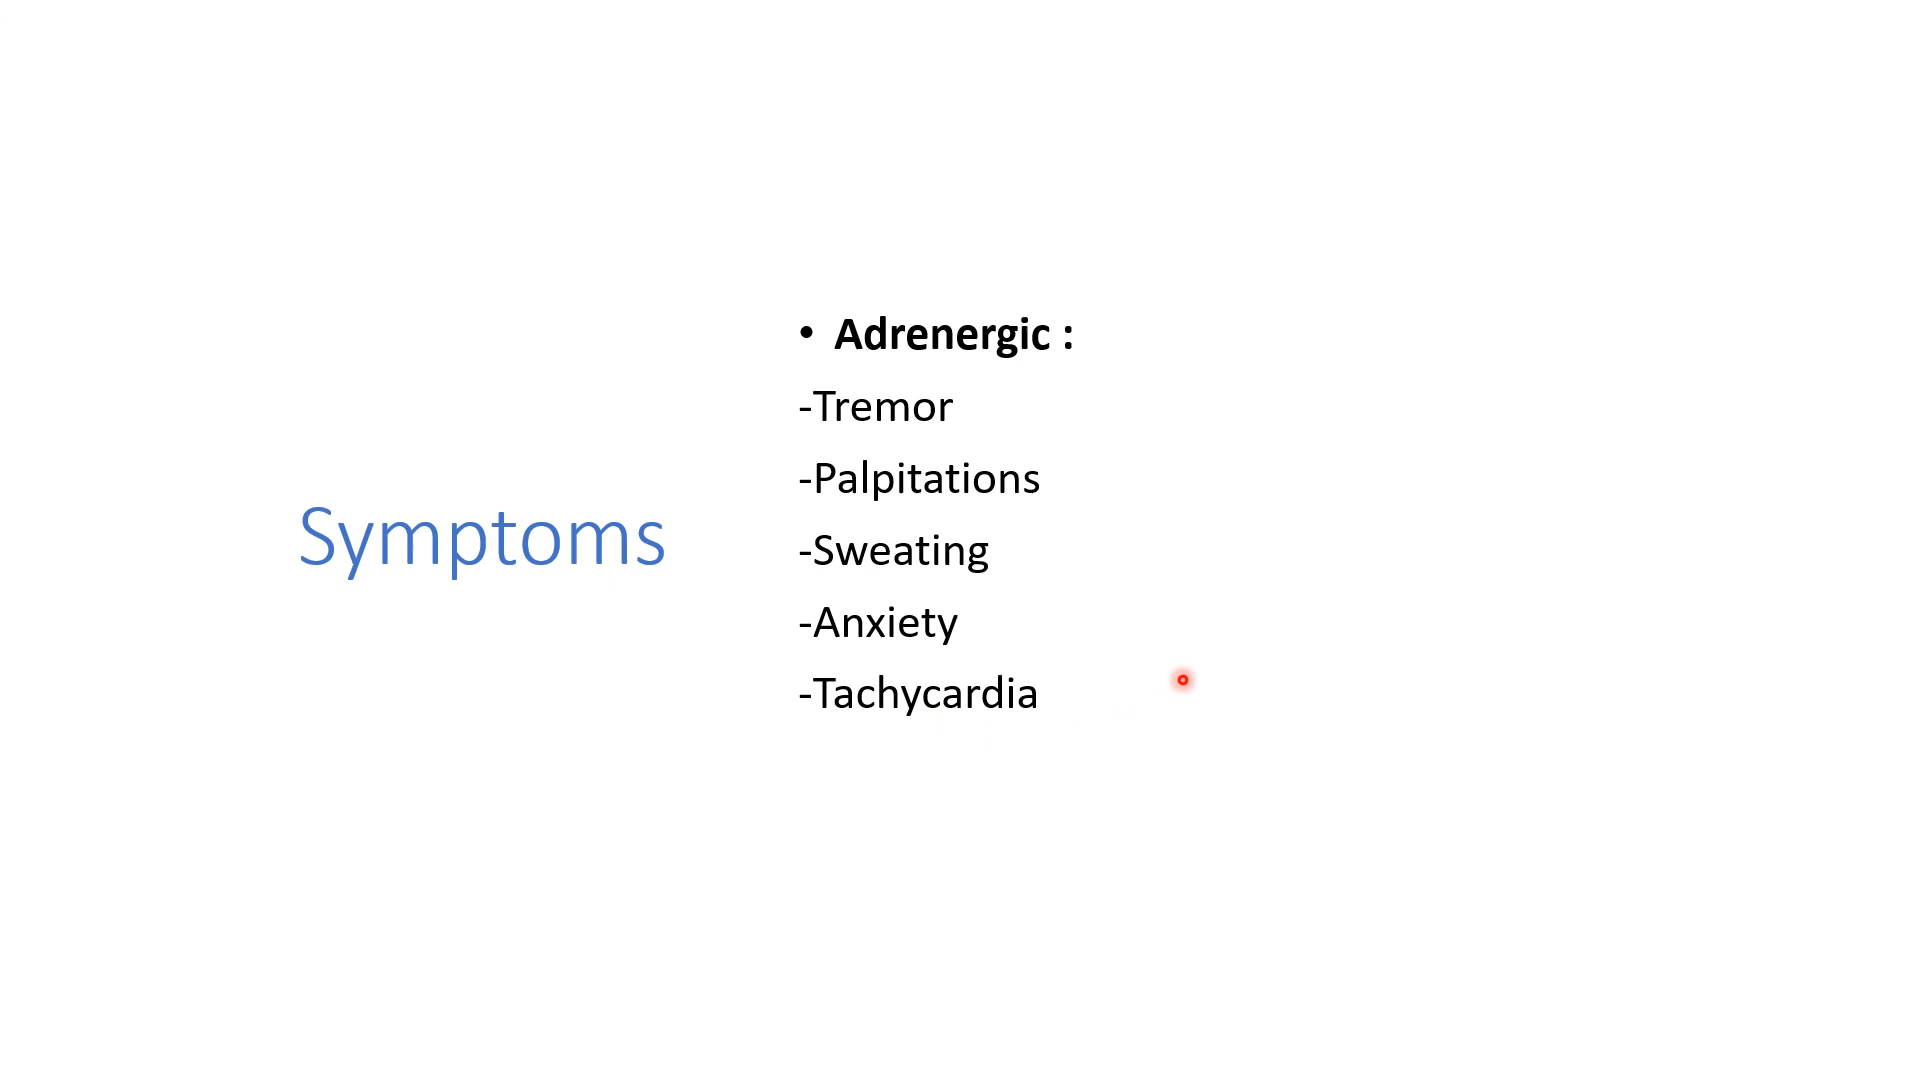 Symptoms
• Adrenergic :
-Tremor
-Palpitations
-Sweating
-Anxiety
-Tachycardia